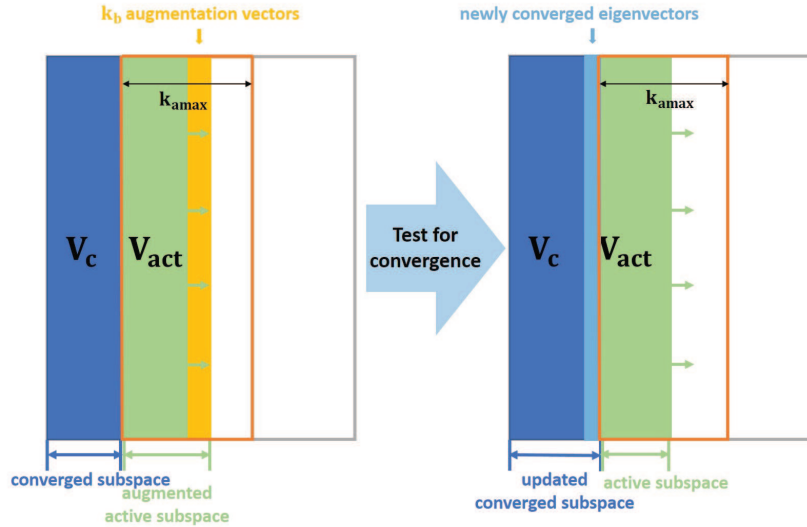 k_b augmentation vectors
newly converged eigenvectors
k_amax
k_amax
V_c
V_act
Test for
convergence
V_c
V_act
converged subspace
augmented
active subspace
updated
converged subspace
active subspace